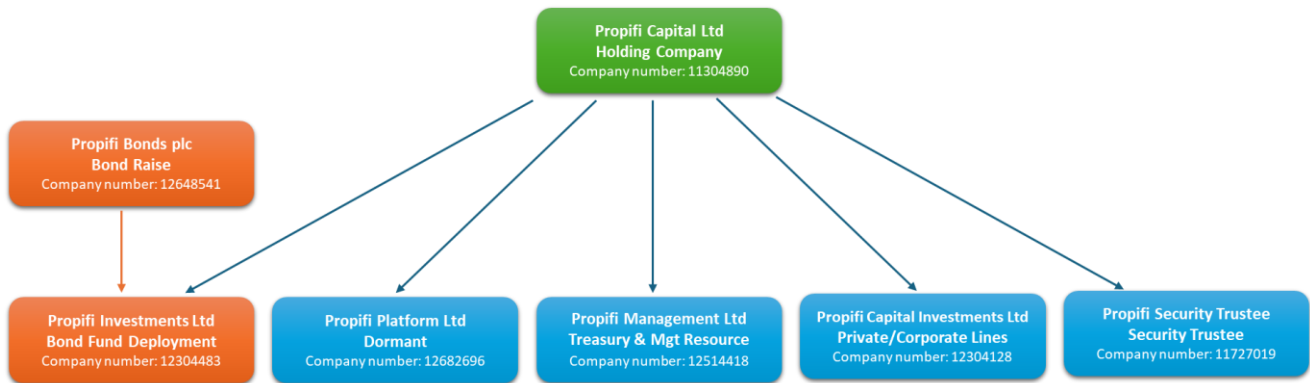 Propifi Capital Ltd
Holding Company
Company number: 11304890
Propifi Bonds plc
Bond Raise
Company number: 12648541
Propifi Investments Ltd
Bond Fund Deployment
Company number: 12304483
Propifi Platform Ltd
Dormant
Company number: 12682696
Propifi Management Ltd
Treasury & Mgt Resource
Company number: 12514418
Propifi Capital Investments Ltd
Private/Corporate Lines
Company number: 12304128
Propifi Security Trustee
Security Trustee
Company number: 11727019